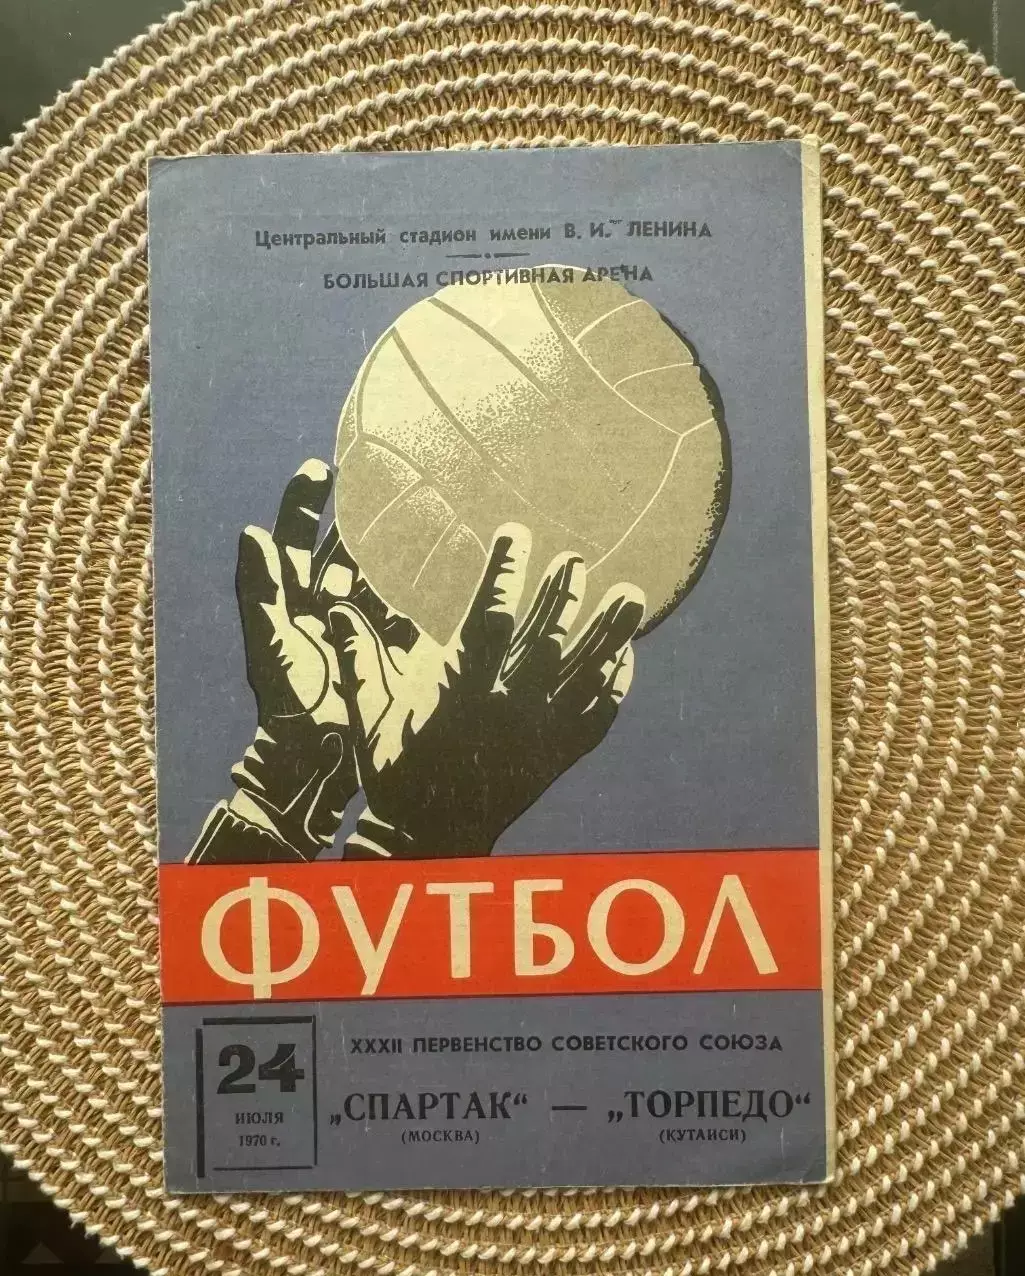 Центральный стадион имени В. И. ЛЕНИНА
БОЛЬШАЯ СПОРТИВНАЯ АРЕНА
ФУТБОЛ
24
ИЮЛЯ
1970 г.
XXXII ПЕРВЕНСТВО СОВЕТСКОГО СОЮЗА
„СПАРТАК“ — „ТОРПЕДО“
(МОСКВА) (КУТАИСИ)